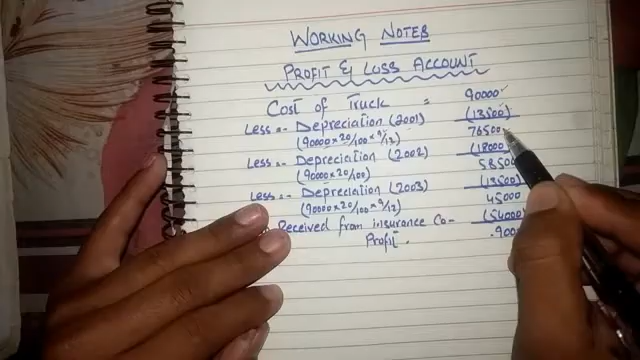 WORKING NOTES
PROFIT & LOSS ACCOUNT
Cost of Truck = 90000
Less:- Depreciation (2001) (13500)
(90000×20/100×9/12) 76500
Less:- Depreciation (2002) (18000)
(90000×20/100) 58500
Less:- Depreciation (2003) (13500)
(90000×20/100×9/12) 45000
Received from insurance Co- (54000)
Profit. 9000